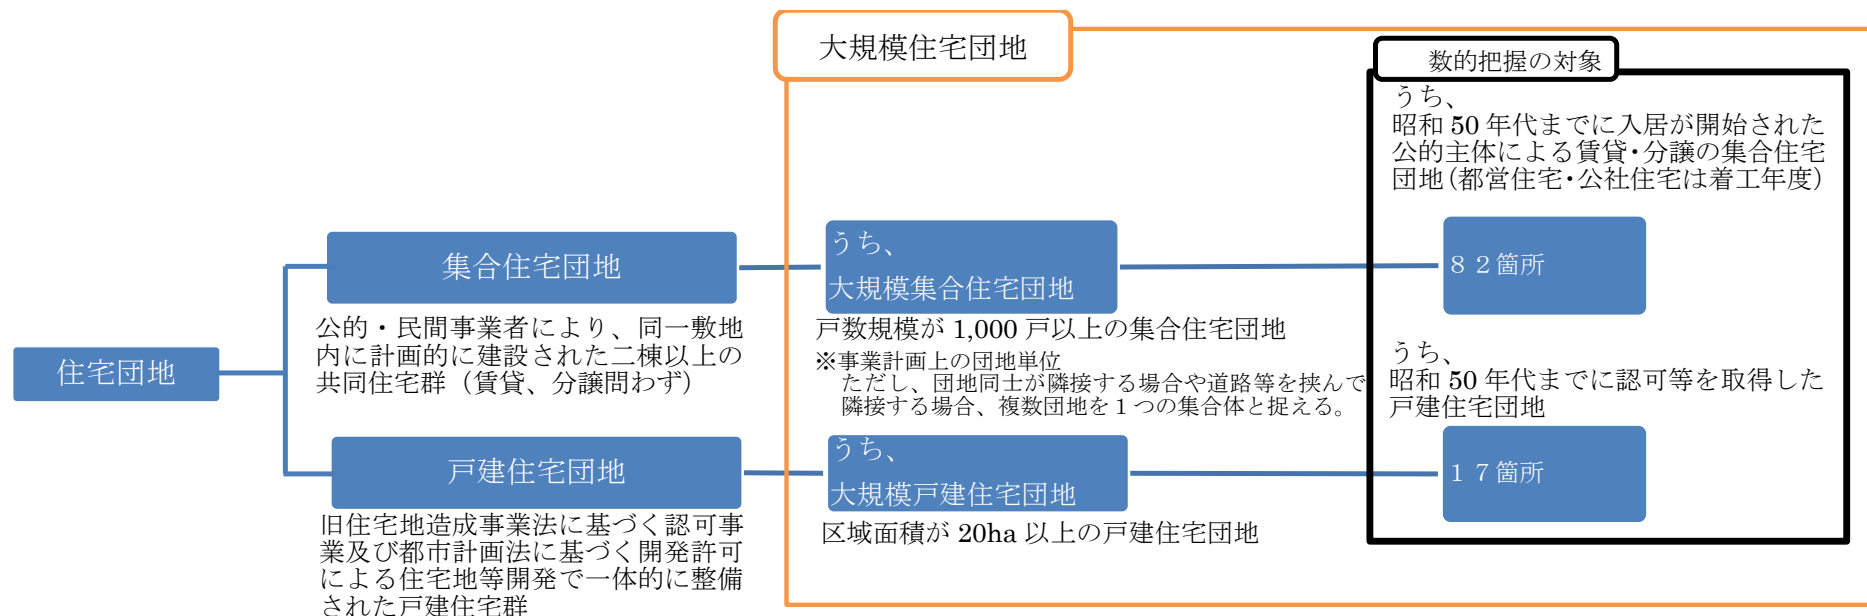 大規模住宅団地
数的把握の対象
うち、
昭和 50 年代までに入居が開始された
公的主体による賃貸・分譲の集合住宅
団地（都営住宅・公社住宅は着工年度）
集合住宅団地
うち、
大規模集合住宅団地
８２箇所
公的・民間事業者により、同一敷地
内に計画的に建設された二棟以上の
共同住宅群（賃貸、分譲問わず）
戸数規模が 1,000 戸以上の集合住宅団地
※事業計画上の団地単位
ただし、団地同士が隣接する場合や道路等を挟んで
隣接する場合、複数団地を１つの集合体と捉える。
住宅団地
うち、
昭和 50 年代までに認可等を取得した
戸建住宅団地
戸建住宅団地
うち、
大規模戸建住宅団地
１７箇所
旧住宅地造成事業法に基づく認可事
業及び都市計画法に基づく開発許可
による住宅地等開発で一体的に整備
された戸建住宅群
区域面積が 20ha 以上の戸建住宅団地